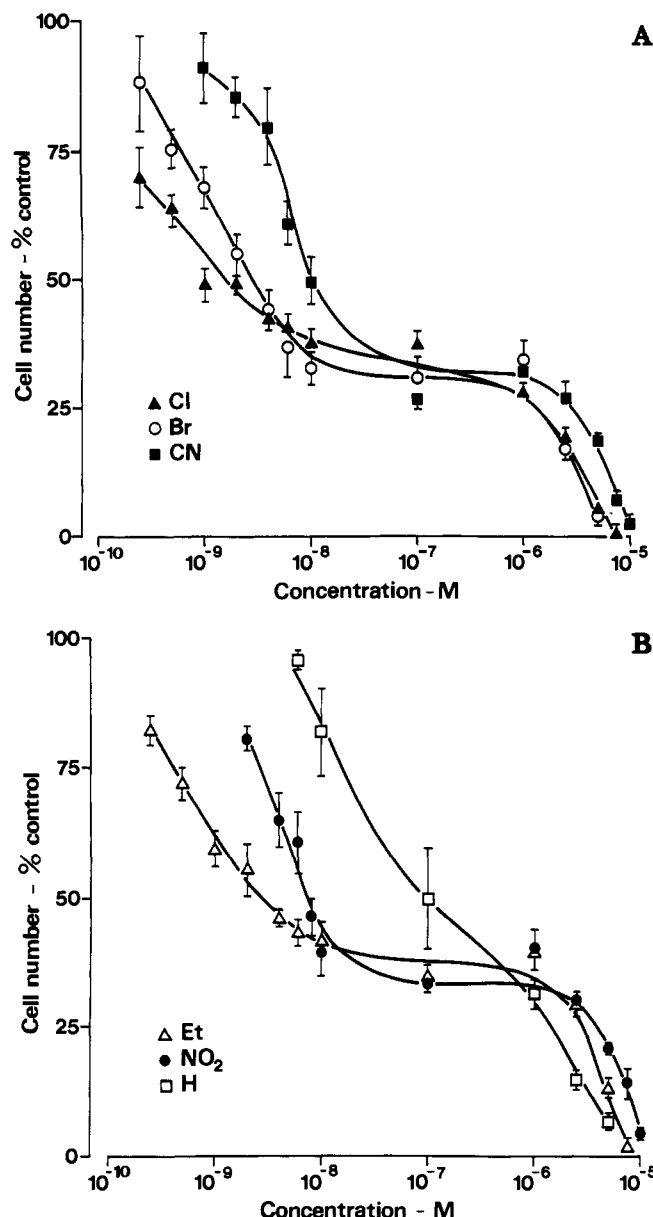 A
100
75
50
25
0
Cell number - % control
▲ Cl
○ Br
■ CN
10⁻¹⁰ 10⁻⁹ 10⁻⁸ 10⁻⁷ 10⁻⁶ 10⁻⁵
Concentration - M
B
100
75
50
25
0
Cell number - % control
△ Et
● NO₂
□ H
10⁻¹⁰ 10⁻⁹ 10⁻⁸ 10⁻⁷ 10⁻⁶ 10⁻⁵
Concentration - M